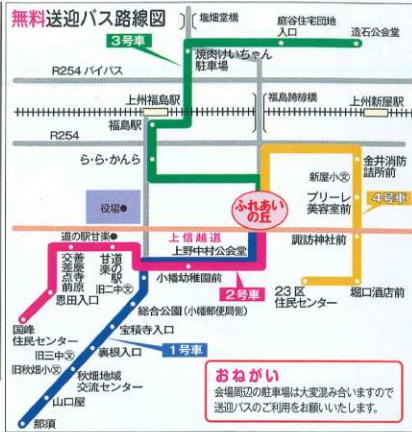 無料送迎バス路線図
塩畑堂橋
庭谷住宅団地
入口
造石公会堂
3号車
焼肉けいちゃん
駐車場
R254 バイパス
上州福島駅
福島跨線橋
上州新屋駅
福島駅
R254
ら・ら・かんら
新屋小㊛
金井消防
詰所前
プリーレ
美容室前
4号車
役場
ふれあい
の丘
道の駅甘楽
上信越道
上野中村公会堂
諏訪神社前
小幡幼稚園前
2号車
善慶寺前
交差点原
道の駅
甘楽
旧二中㊛
恩田入口
国峰
住民センター
総合公園(小幡郵便局側)
宝積寺入口
23区
住民センター
堀口酒店前
旧三中㊛
裏根入口
1号車
旧秋畑小㊛
秋畑地域
交流センター
山口屋
那須
おねがい
会場周辺の駐車場は大変混み合いますので
送迎バスのご利用をお願いいたします。